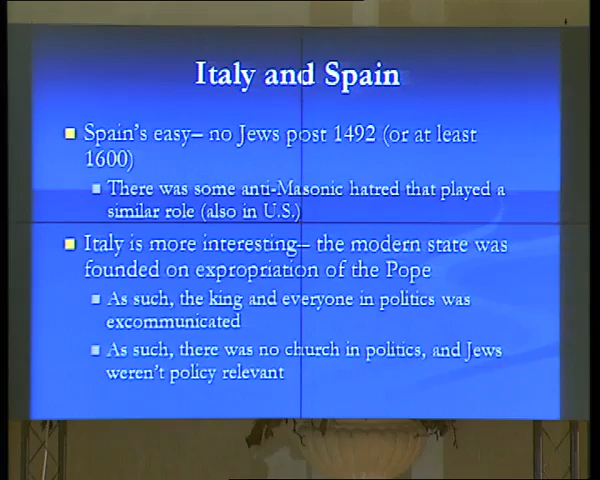 Italy and Spain
Spain's easy– no Jews post 1492 (or at least
1600)
There was some anti-Masonic hatred that played a
similar role (also in U.S.)
Italy is more interesting– the modern state was
founded on expropriation of the Pope
As such, the king and everyone in politics was
excommunicated
As such, there was no church in politics, and Jews
weren't policy relevant